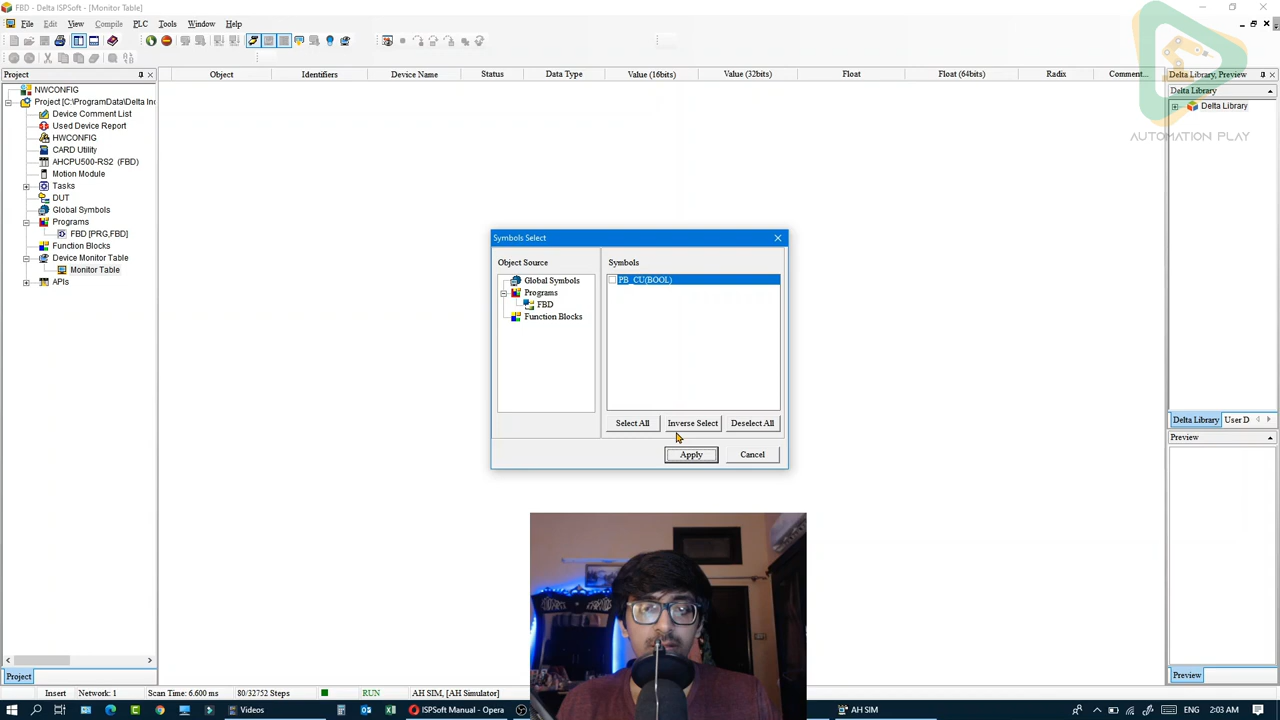 FBD - Delta ISPSoft - [Monitor Table]
File Edit View Compile PLC Tools Window Help
Project
Object Identifiers Device Name Status Data Type Value (16bits) Value (32bits) Float Float (64bits) Radix Comment...
Delta Library, Preview
NWCONFIG
Project [C:\ProgramData\Delta Ind
Device Comment List
Used Device Report
HWCONFIG
CARD Utility
AHCPU500-RS2 (FBD)
Motion Module
Tasks
DUT
Global Symbols
Programs
FBD [PRG,FBD]
Function Blocks
Device Monitor Table
Monitor Table
APIs
Delta Library
Delta Library
AUTOMATION PLAY
Symbols Select
Object Source
Symbols
Global Symbols
Programs
FBD
Function Blocks
PB_CU(BOOL)
Select All
Inverse Select
Deselect All
Apply
Cancel
Delta Library
User D
Preview
Project
Preview
Insert Network: 1 Scan Time: 6.600 ms 80/32752 Steps RUN AH SIM, [AH Simulator]
Videos
ISPSoft Manual - Opera
AH SIM
ENG 2:03 AM